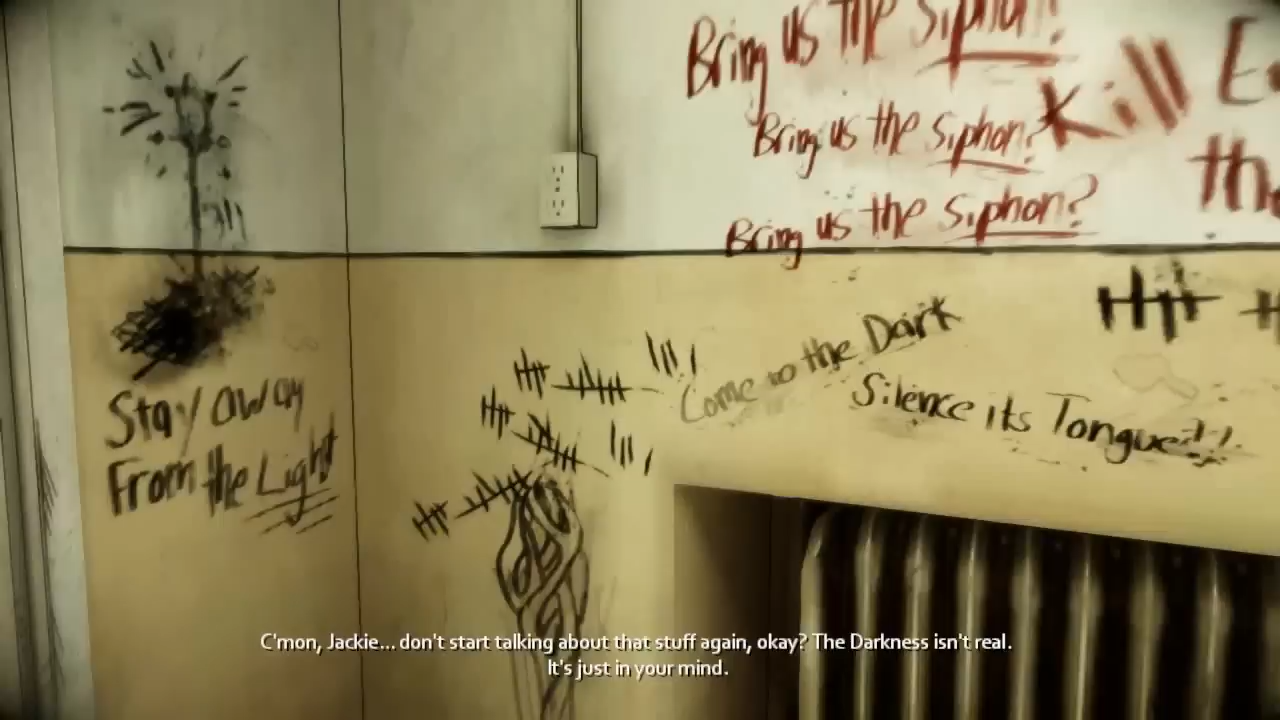 Bring us the Siphon!
Kill
Bring us the Siphon?
Bring us the Siphon?
Come to the Dark
Silence its Tongue!!
Stay away
From the Light
C'mon, Jackie... don't start talking about that stuff again, okay? The Darkness isn't real.
It's just in your mind.